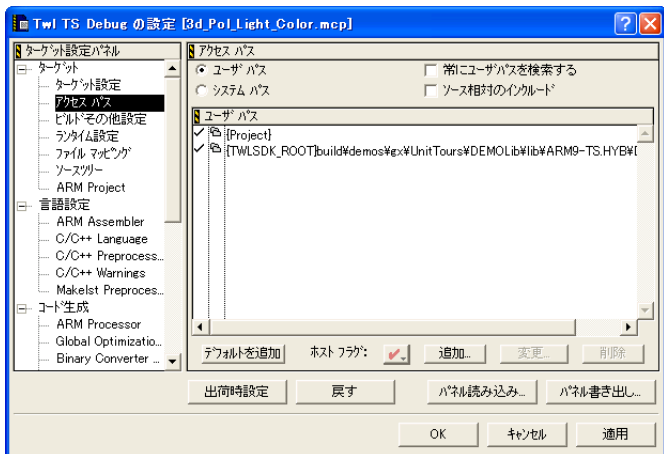 Twl TS Debug の設定 [3d_Pol_Light_Color.mcp]
ターゲット設定パネル
ターゲット
ターゲット設定
アクセス パス
ビルドその他設定
ランタイム設定
ファイル マッピング
ソースツリー
ARM Project
言語設定
ARM Assembler
C/C++ Language
C/C++ Preprocess...
C/C++ Warnings
Makelst Preproces...
コード生成
ARM Processor
Global Optimizatio...
Binary Converter ...
アクセス パス
ユーザ パス
常にユーザパスを検索する
システム パス
ソース相対のインクルード
ユーザ パス
{Project}
{TWLSDK_ROOT}build¥demos¥gx¥UnitTours¥DEMOLib¥lib¥ARM9-TS.HYB¥
デフォルトを追加
ホスト フラグ:
追加...
変更...
削除
出荷時設定
戻す
パネル読み込み...
パネル書き出し...
OK
キャンセル
適用